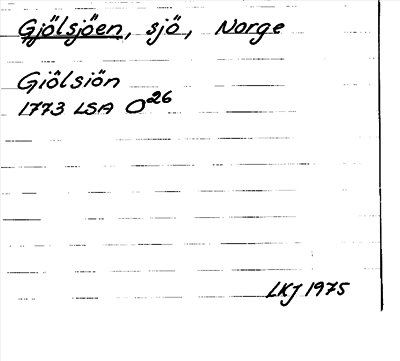 Gjölsjöen, sjö, Norge
Giölsiön
1773 LSA O26
LKJ 1975